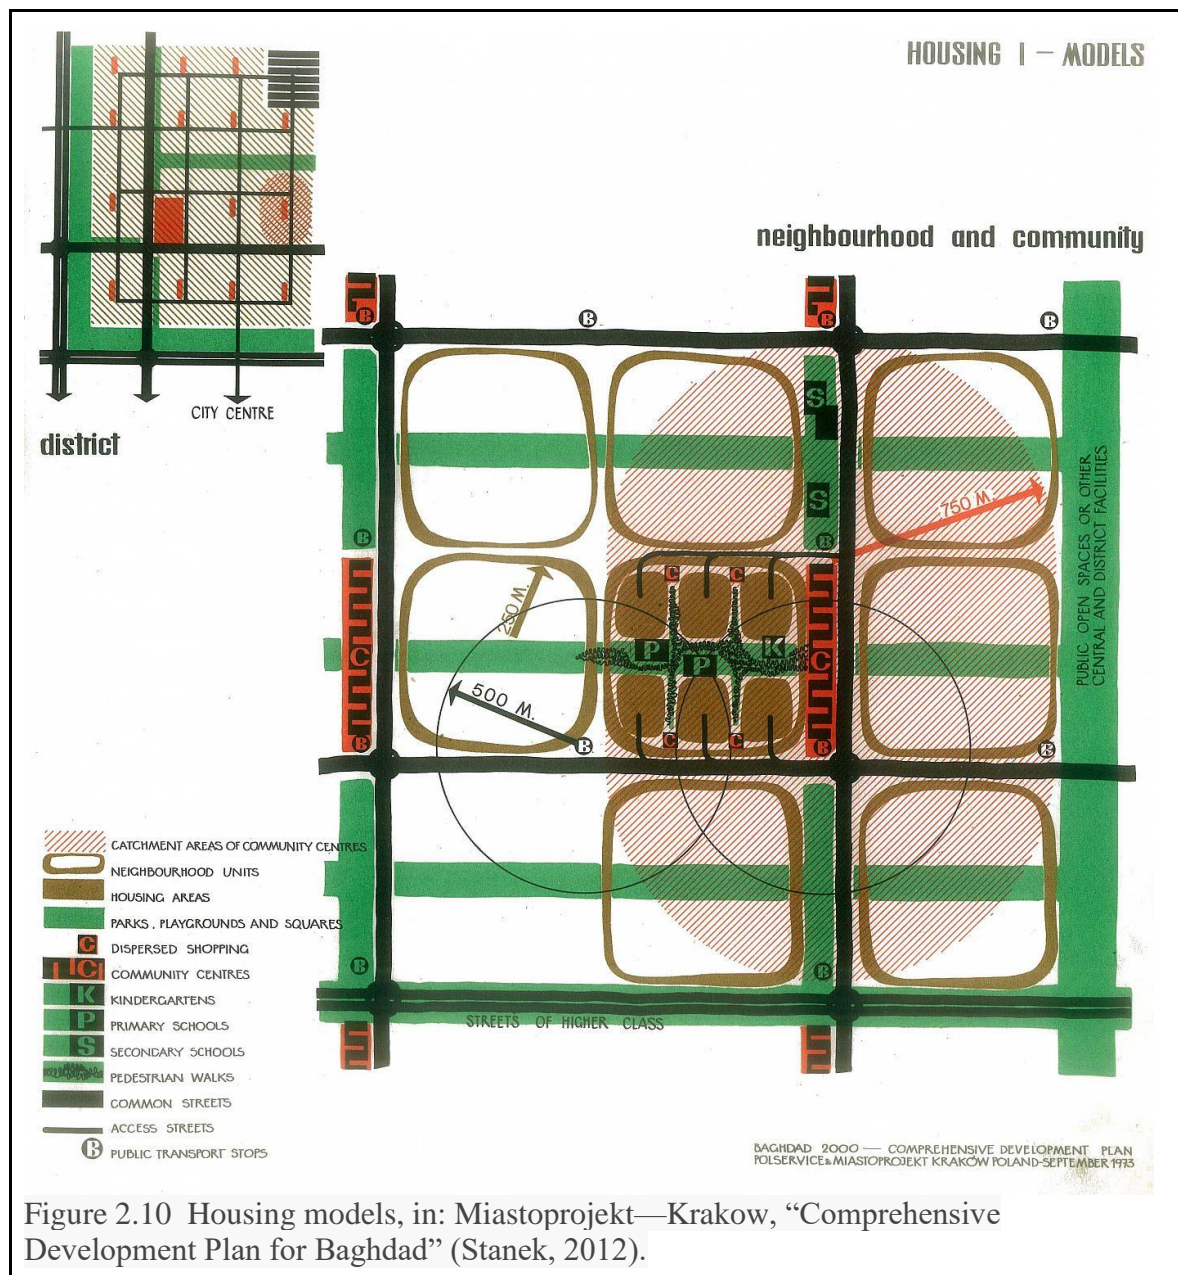 HOUSING I — MODELS
CITY CENTRE
district
neighbourhood and community
B
B
B
B
S
S
750 M.
PUBLIC OPEN SPACES OR OTHER
CENTRAL AND DISTRICT FACILITIES
B
B
C
C
250 M.
C
P
P
K
C
500 M.
C
C
B
B
B
B
B
B
STREETS OF HIGHER CLASS
CATCHMENT AREAS OF COMMUNITY CENTRES
NEIGHBOURHOOD UNITS
HOUSING AREAS
PARKS, PLAYGROUNDS AND SQUARES
C DISPERSED SHOPPING
C COMMUNITY CENTRES
K KINDERGARTENS
P PRIMARY SCHOOLS
S SECONDARY SCHOOLS
PEDESTRIAN WALKS
COMMON STREETS
ACCESS STREETS
B PUBLIC TRANSPORT STOPS
BAGHDAD 2000 — COMPREHENSIVE DEVELOPMENT PLAN
POLSERVICE & MIASTOPROJEKT KRAKÓW POLAND-SEPTEMBER 1973
Figure 2.10 Housing models, in: Miastoprojekt—Krakow, “Comprehensive
Development Plan for Baghdad” (Stanek, 2012).